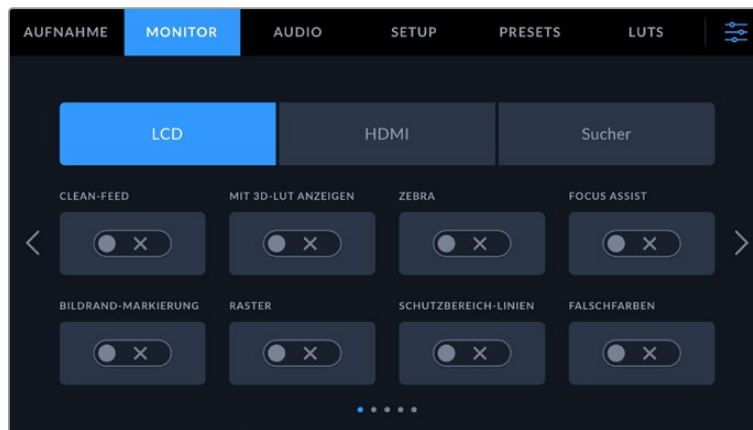 AUFNAHME MONITOR AUDIO SETUP PRESETS LUTS
LCD HDMI Sucher
CLEAN-FEED MIT 3D-LUT ANZEIGEN ZEBRA FOCUS ASSIST
BILDRAND-MARKIERUNG RASTER SCHUTZBEREICH-LINIEN FALSCHFARBEN